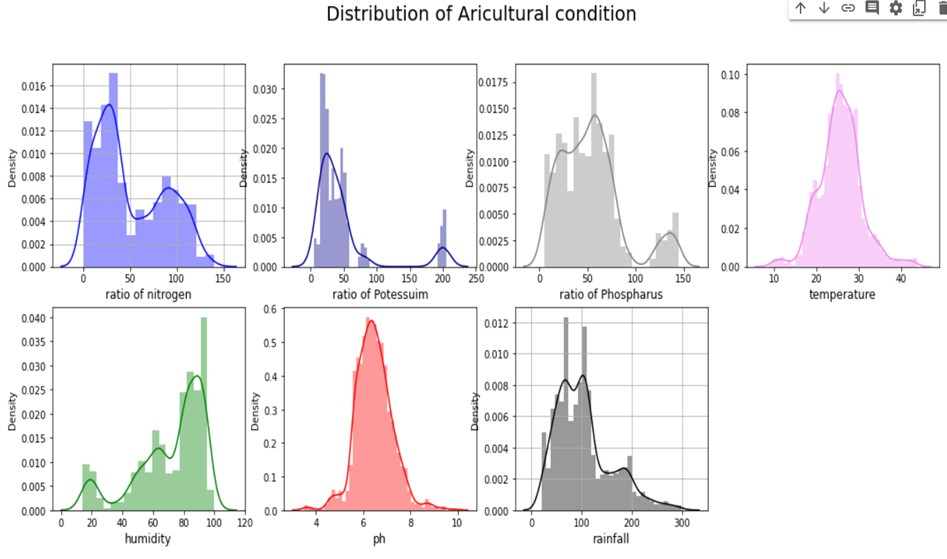 Distribution of Aricultural condition
0.016
0.014
0.012
0.010
0.008
0.006
0.004
0.002
0.000
Density
0 50 100 150
ratio of nitrogen
0.030
0.025
0.020
0.015
0.010
0.005
0.000
Density
0 50 100 150 200 250
ratio of Potessuim
0.0175
0.0150
0.0125
0.0100
0.0075
0.0050
0.0025
0.000
Density
0 50 100 150
ratio of Phospharus
0.10
0.08
0.06
0.04
0.02
0.00
Density
10 20 30 40
temperature
0.040
0.035
0.030
0.025
0.020
0.015
0.010
0.005
0.000
Density
0 20 40 60 80 100 120
humidity
0.6
0.5
0.4
0.3
0.2
0.1
0.0
Density
4 6 8 10
ph
0.012
0.010
0.008
0.006
0.004
0.002
0.000
Density
0 100 200 300
rainfall